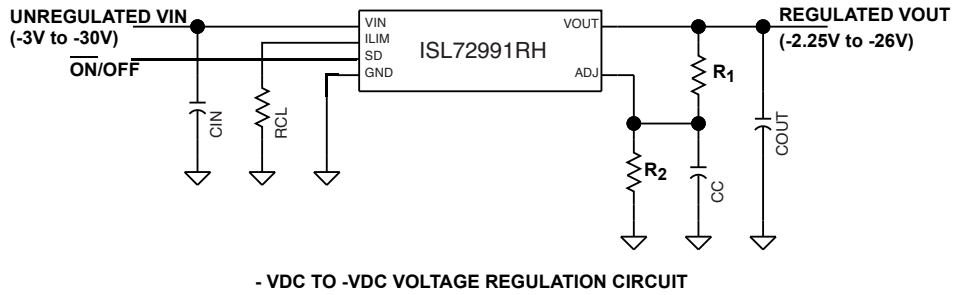 UNREGULATED VIN
(-3V to -30V)
ON/OFF
VIN
ILIM
SD
GND
ISL72991RH
VOUT
ADJ
REGULATED VOUT
(-2.25V to -26V)
CIN
RCL
R1
R2
CC
COUT
- VDC TO -VDC VOLTAGE REGULATION CIRCUIT